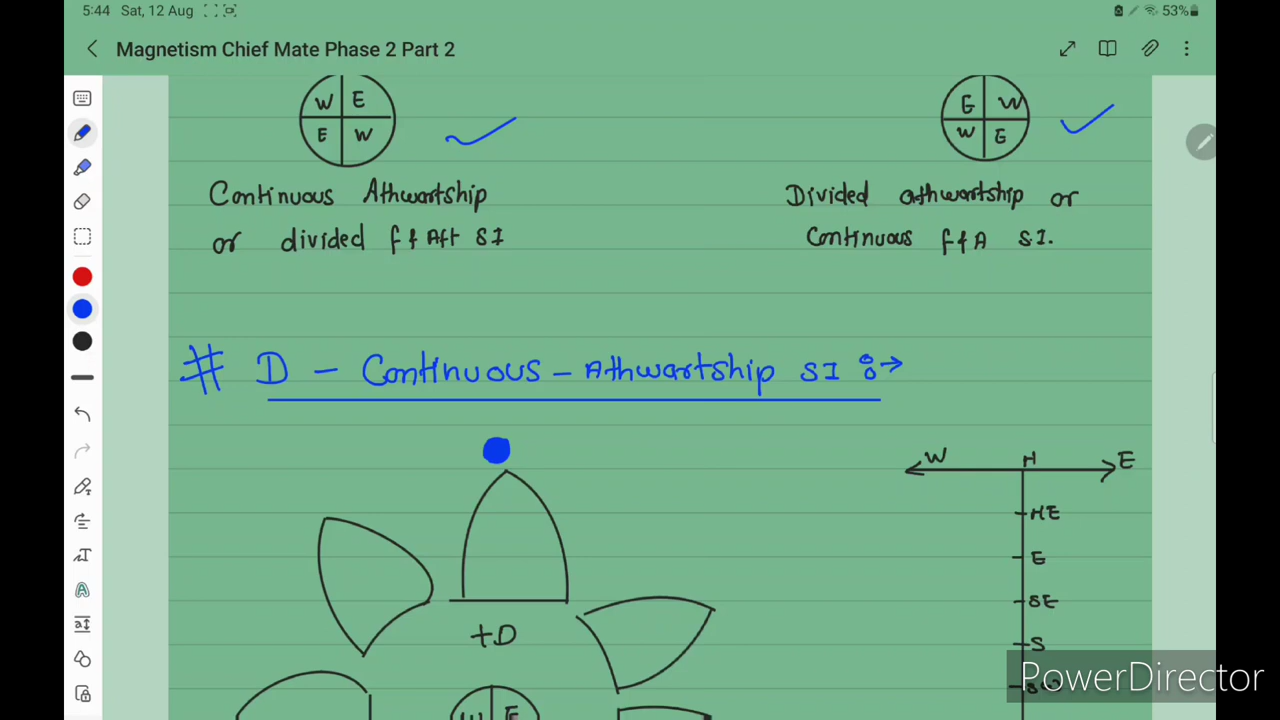 5:44 Sat, 12 Aug
53%
Magnetism Chief Mate Phase 2 Part 2
W E
E W
E W
W E
Continuous Athwartship
or divided f & Aft SI
Divided athwartship or
Continuous f & A S.I.
# D - Continuous - Athwartship SI
W N E
NE
E
SE
S
+D
W E
PowerDirector